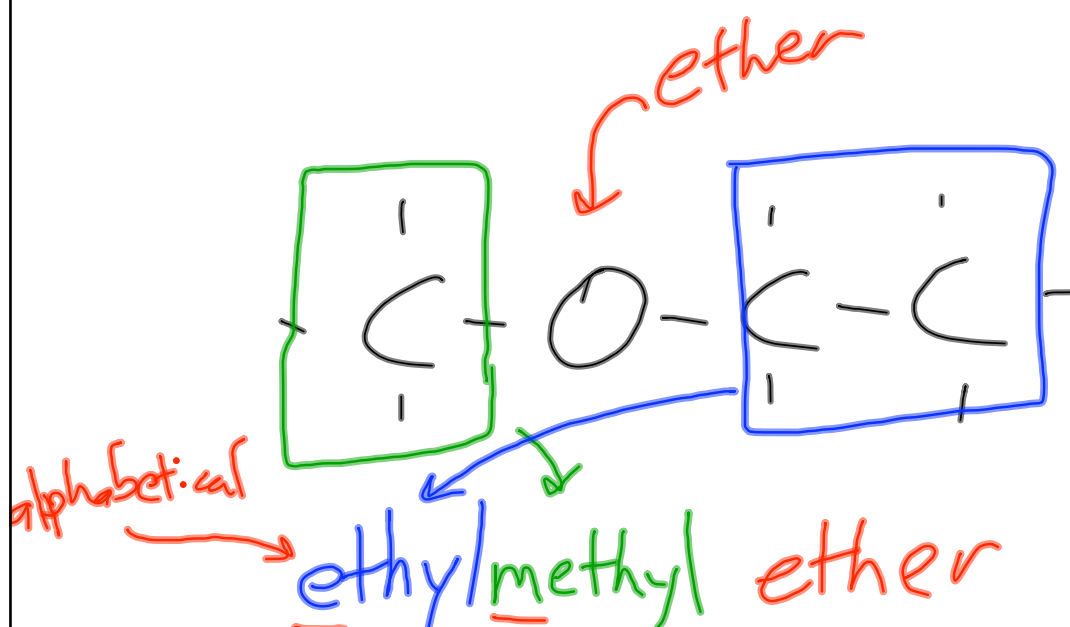 ether
C - O - C - C -
alphabetical
ethylmethyl ether